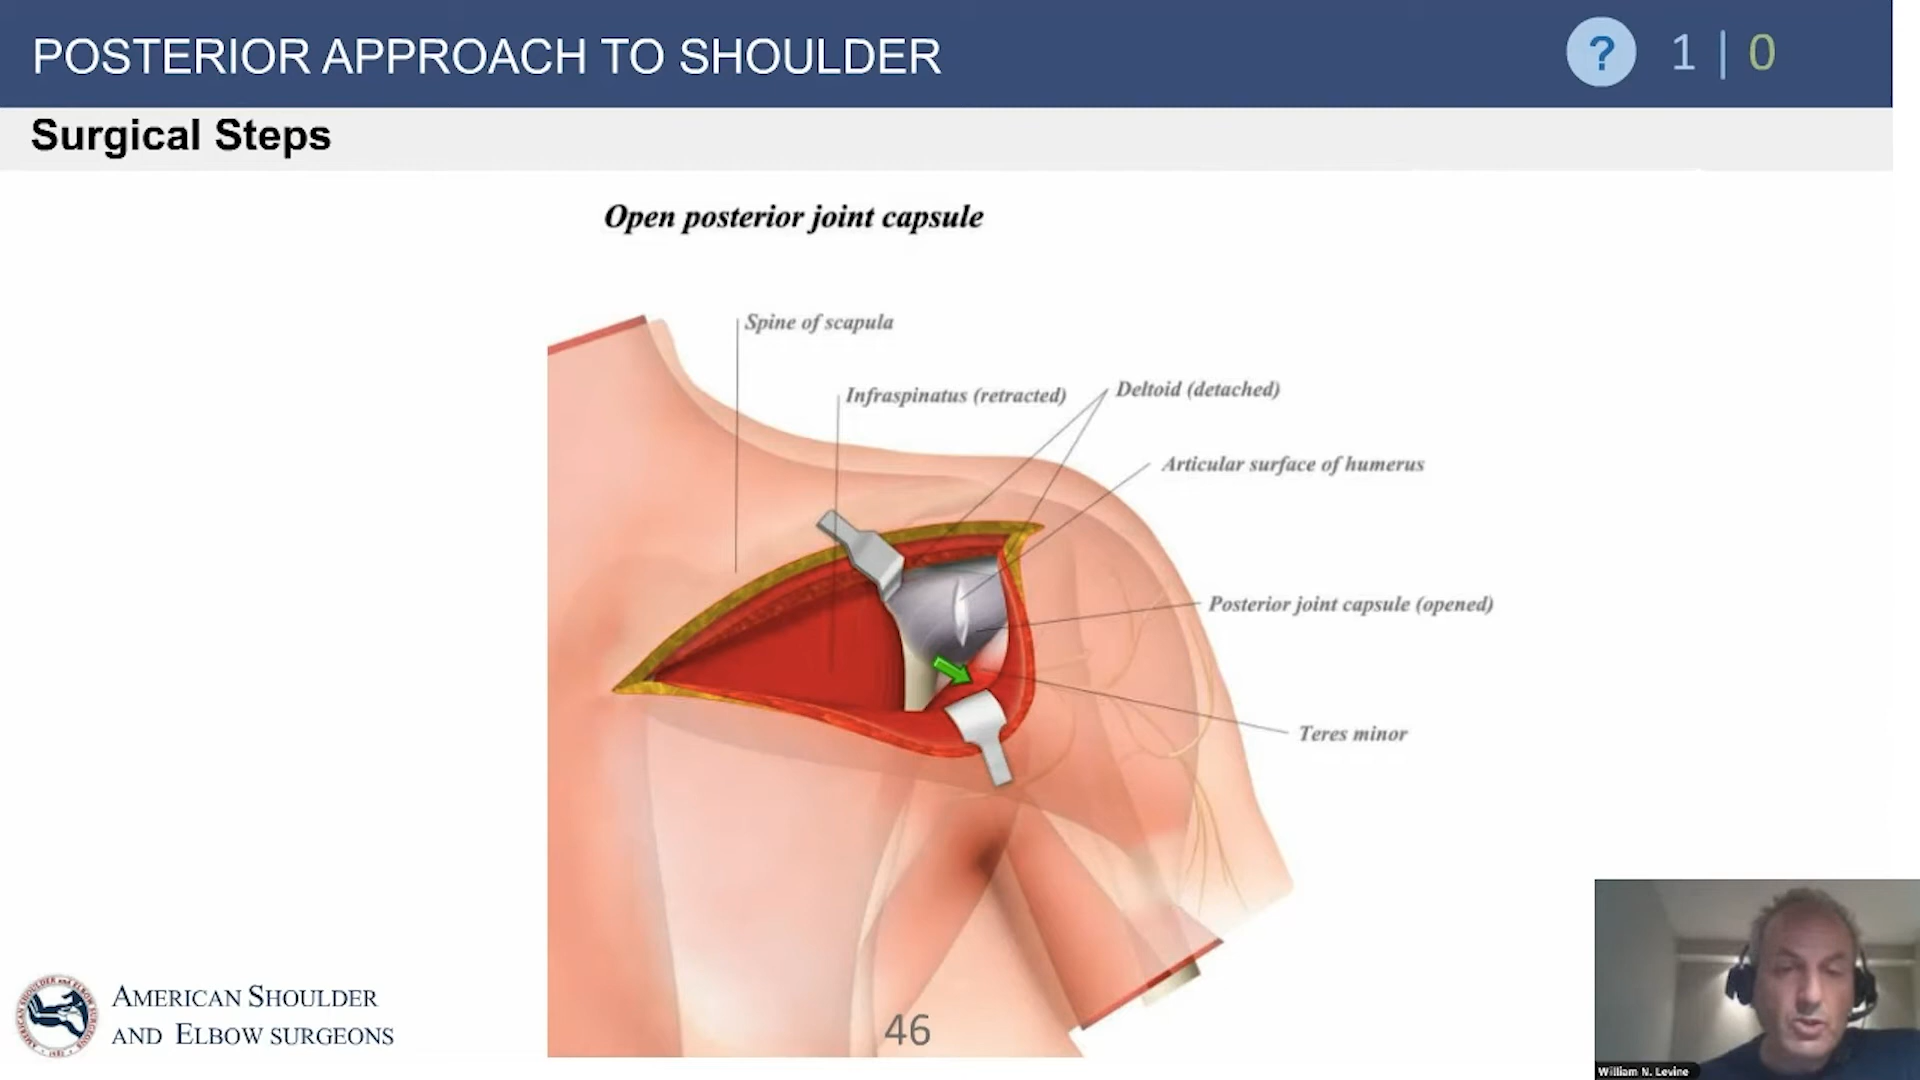 POSTERIOR APPROACH TO SHOULDER
? 1 | 0
Surgical Steps
Open posterior joint capsule
Spine of scapula
Infraspinatus (retracted)
Deltoid (detached)
Articular surface of humerus
Posterior joint capsule (opened)
Teres minor
AMERICAN SHOULDER
AND ELBOW SURGEONS
46
William N. Levine